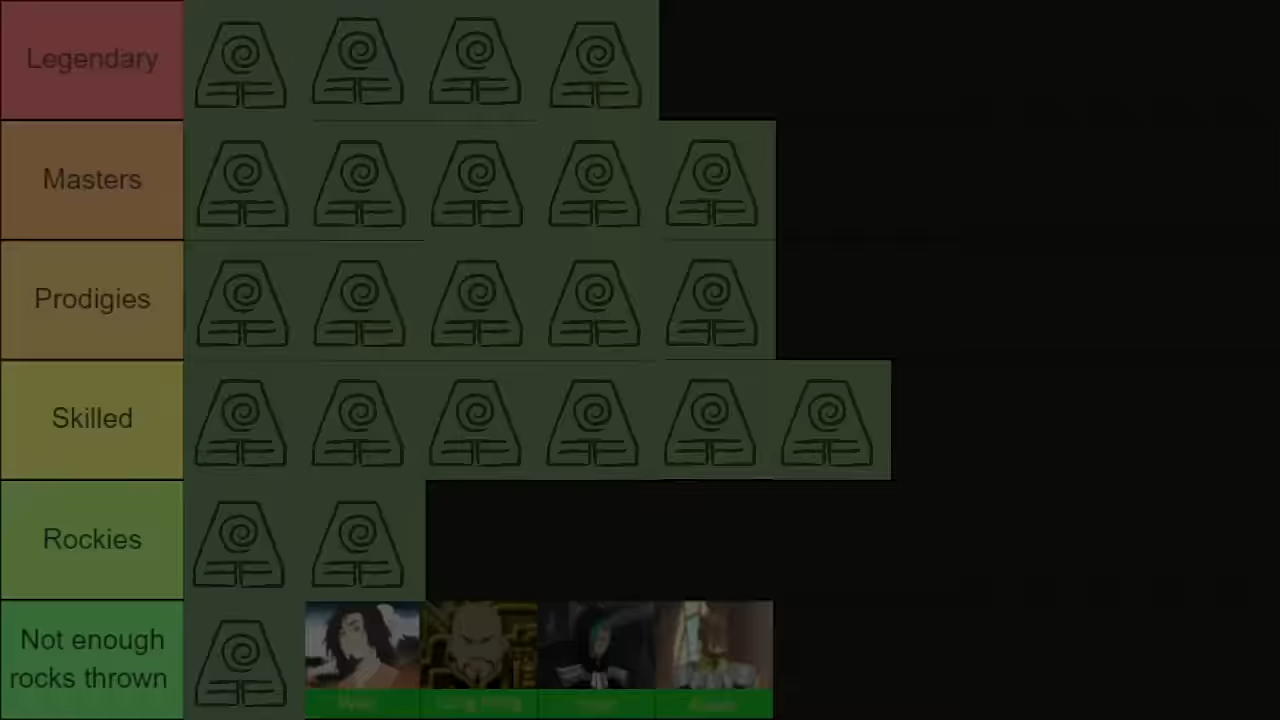 Legendary
Masters
Prodigies
Skilled
Rockies
Not enough
rocks thrown